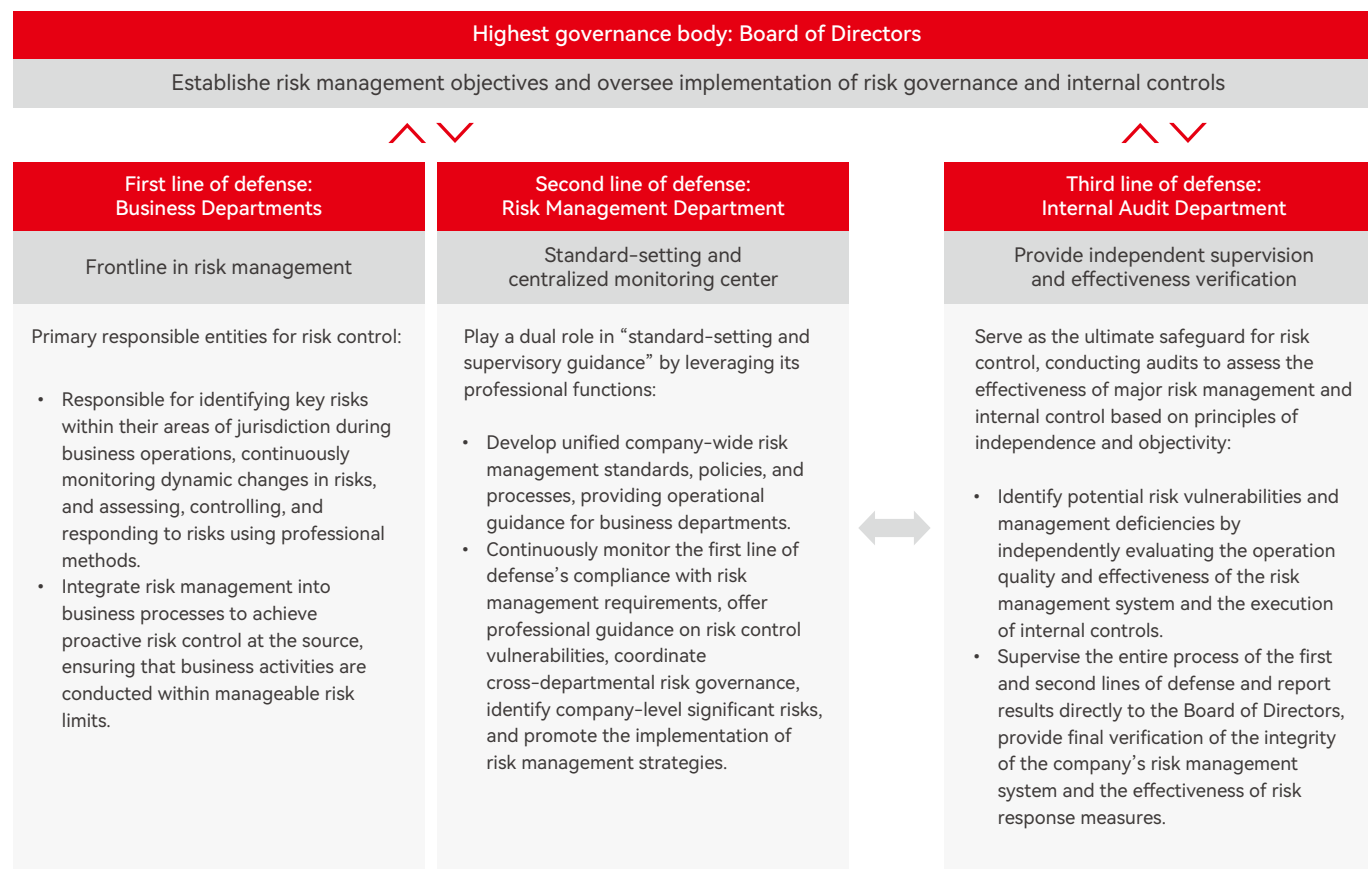 Highest governance body: Board of Directors
Establishe risk management objectives and oversee implementation of risk governance and internal controls
First line of defense:
Business Departments
Frontline in risk management
Primary responsible entities for risk control:
• Responsible for identifying key risks
within their areas of jurisdiction during
business operations, continuously
monitoring dynamic changes in risks,
and assessing, controlling, and
responding to risks using professional
methods.
• Integrate risk management into
business processes to achieve
proactive risk control at the source,
ensuring that business activities are
conducted within manageable risk
limits.
Second line of defense:
Risk Management Department
Standard-setting and
centralized monitoring center
Play a dual role in “standard-setting and
supervisory guidance” by leveraging its
professional functions:
• Develop unified company-wide risk
management standards, policies, and
processes, providing operational
guidance for business departments.
• Continuously monitor the first line of
defense’s compliance with risk
management requirements, offer
professional guidance on risk control
vulnerabilities, coordinate
cross-departmental risk governance,
identify company-level significant risks,
and promote the implementation of
risk management strategies.
Third line of defense:
Internal Audit Department
Provide independent supervision
and effectiveness verification
Serve as the ultimate safeguard for risk
control, conducting audits to assess the
effectiveness of major risk management and
internal control based on principles of
independence and objectivity:
• Identify potential risk vulnerabilities and
management deficiencies by
independently evaluating the operation
quality and effectiveness of the risk
management system and the execution
of internal controls.
• Supervise the entire process of the first
and second lines of defense and report
results directly to the Board of Directors,
provide final verification of the integrity
of the company’s risk management
system and the effectiveness of risk
response measures.